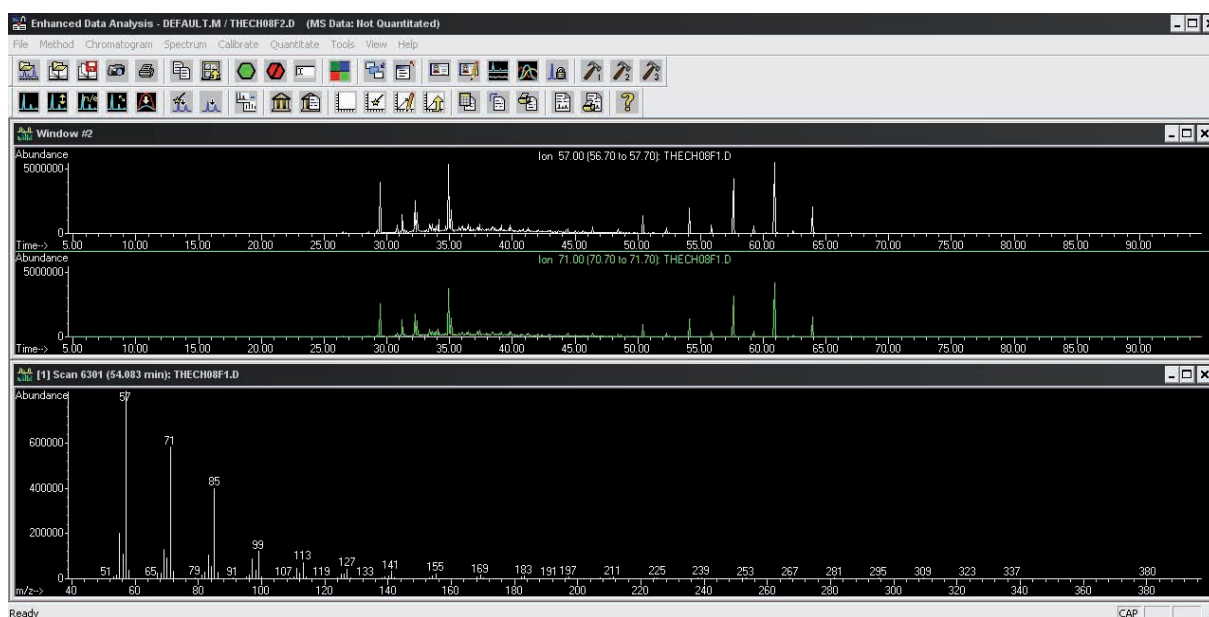 Enhanced Data Analysis - DEFAULT.M / THECH08F2.D (MS Data: Not Quantitated)
File Method Chromatogram Spectrum Calibrate Quantitate Tools View Help
Window #2
Abundance
Ion 57.00 (56.70 to 57.70): THECH08F1.D
5000000
0
Time--> 5.00 10.00 15.00 20.00 25.00 30.00 35.00 40.00 45.00 50.00 55.00 60.00 65.00 70.00 75.00 80.00 85.00 90.00
Abundance
Ion 71.00 (70.70 to 71.70): THECH08F1.D
5000000
0
Time--> 5.00 10.00 15.00 20.00 25.00 30.00 35.00 40.00 45.00 50.00 55.00 60.00 65.00 70.00 75.00 80.00 85.00 90.00
[1] Scan 6301 (54.083 min): THECH08F1.D
Abundance
57
600000
71
400000
85
200000
99
113
127
51 65 79 91 107 119 133 141 155 169 183 191 197 211 225 239 253 267 281 295 309 323 337 380
0
m/z--> 40 60 80 100 120 140 160 180 200 220 240 260 280 300 320 340 360 380
Ready
CAP